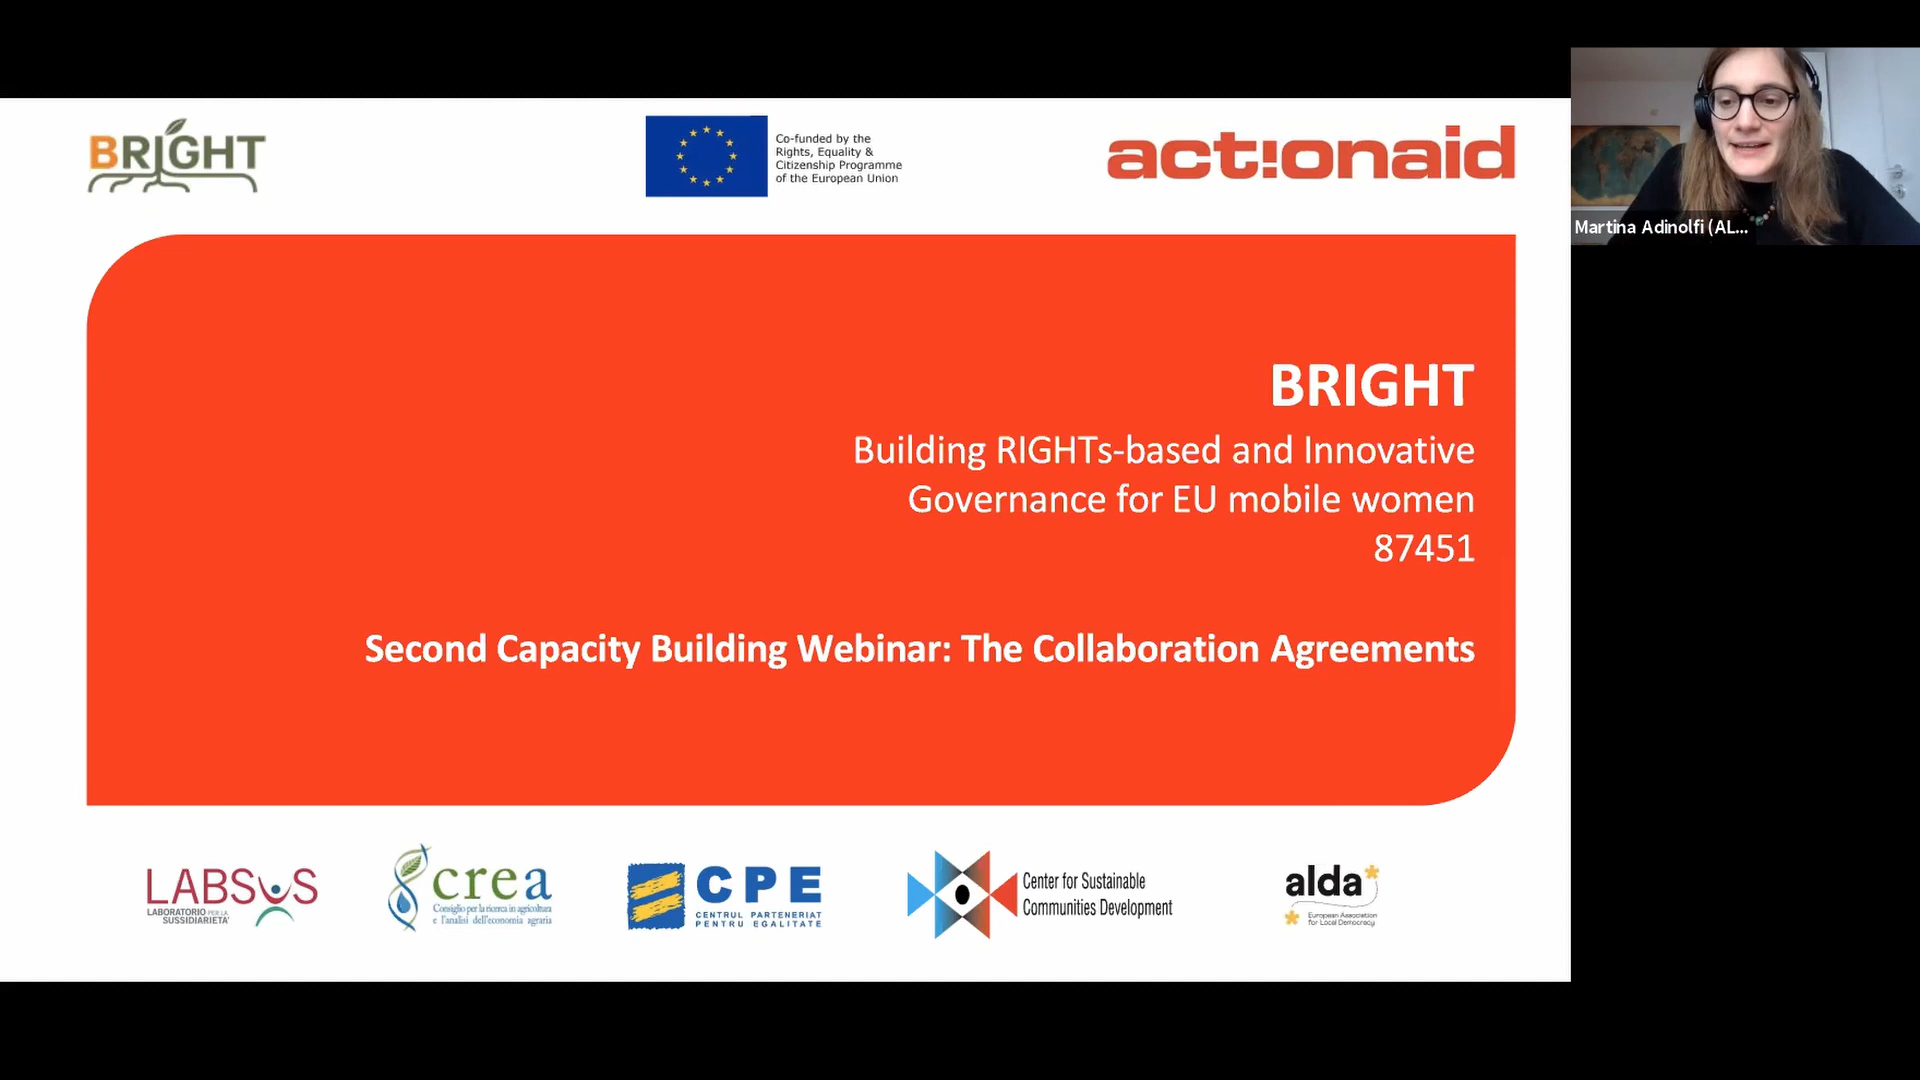 BRIGHT
Co-funded by the
Rights, Equality &
Citizenship Programme
of the European Union
act!onaid
Martina Adinolfi (AL...
BRIGHT
Building RIGHTs-based and Innovative
Governance for EU mobile women
87451
Second Capacity Building Webinar: The Collaboration Agreements
LABSUS
LABORATORIO PER LA
SUSSIDIARIETA'
crea
Consiglio per la ricerca in agricoltura
e l'analisi dell'economia agraria
CPE
CENTRUL PARTENERIAT
PENTRU EGALITATE
Center for Sustainable
Communities Development
alda
European Association
for Local Democracy